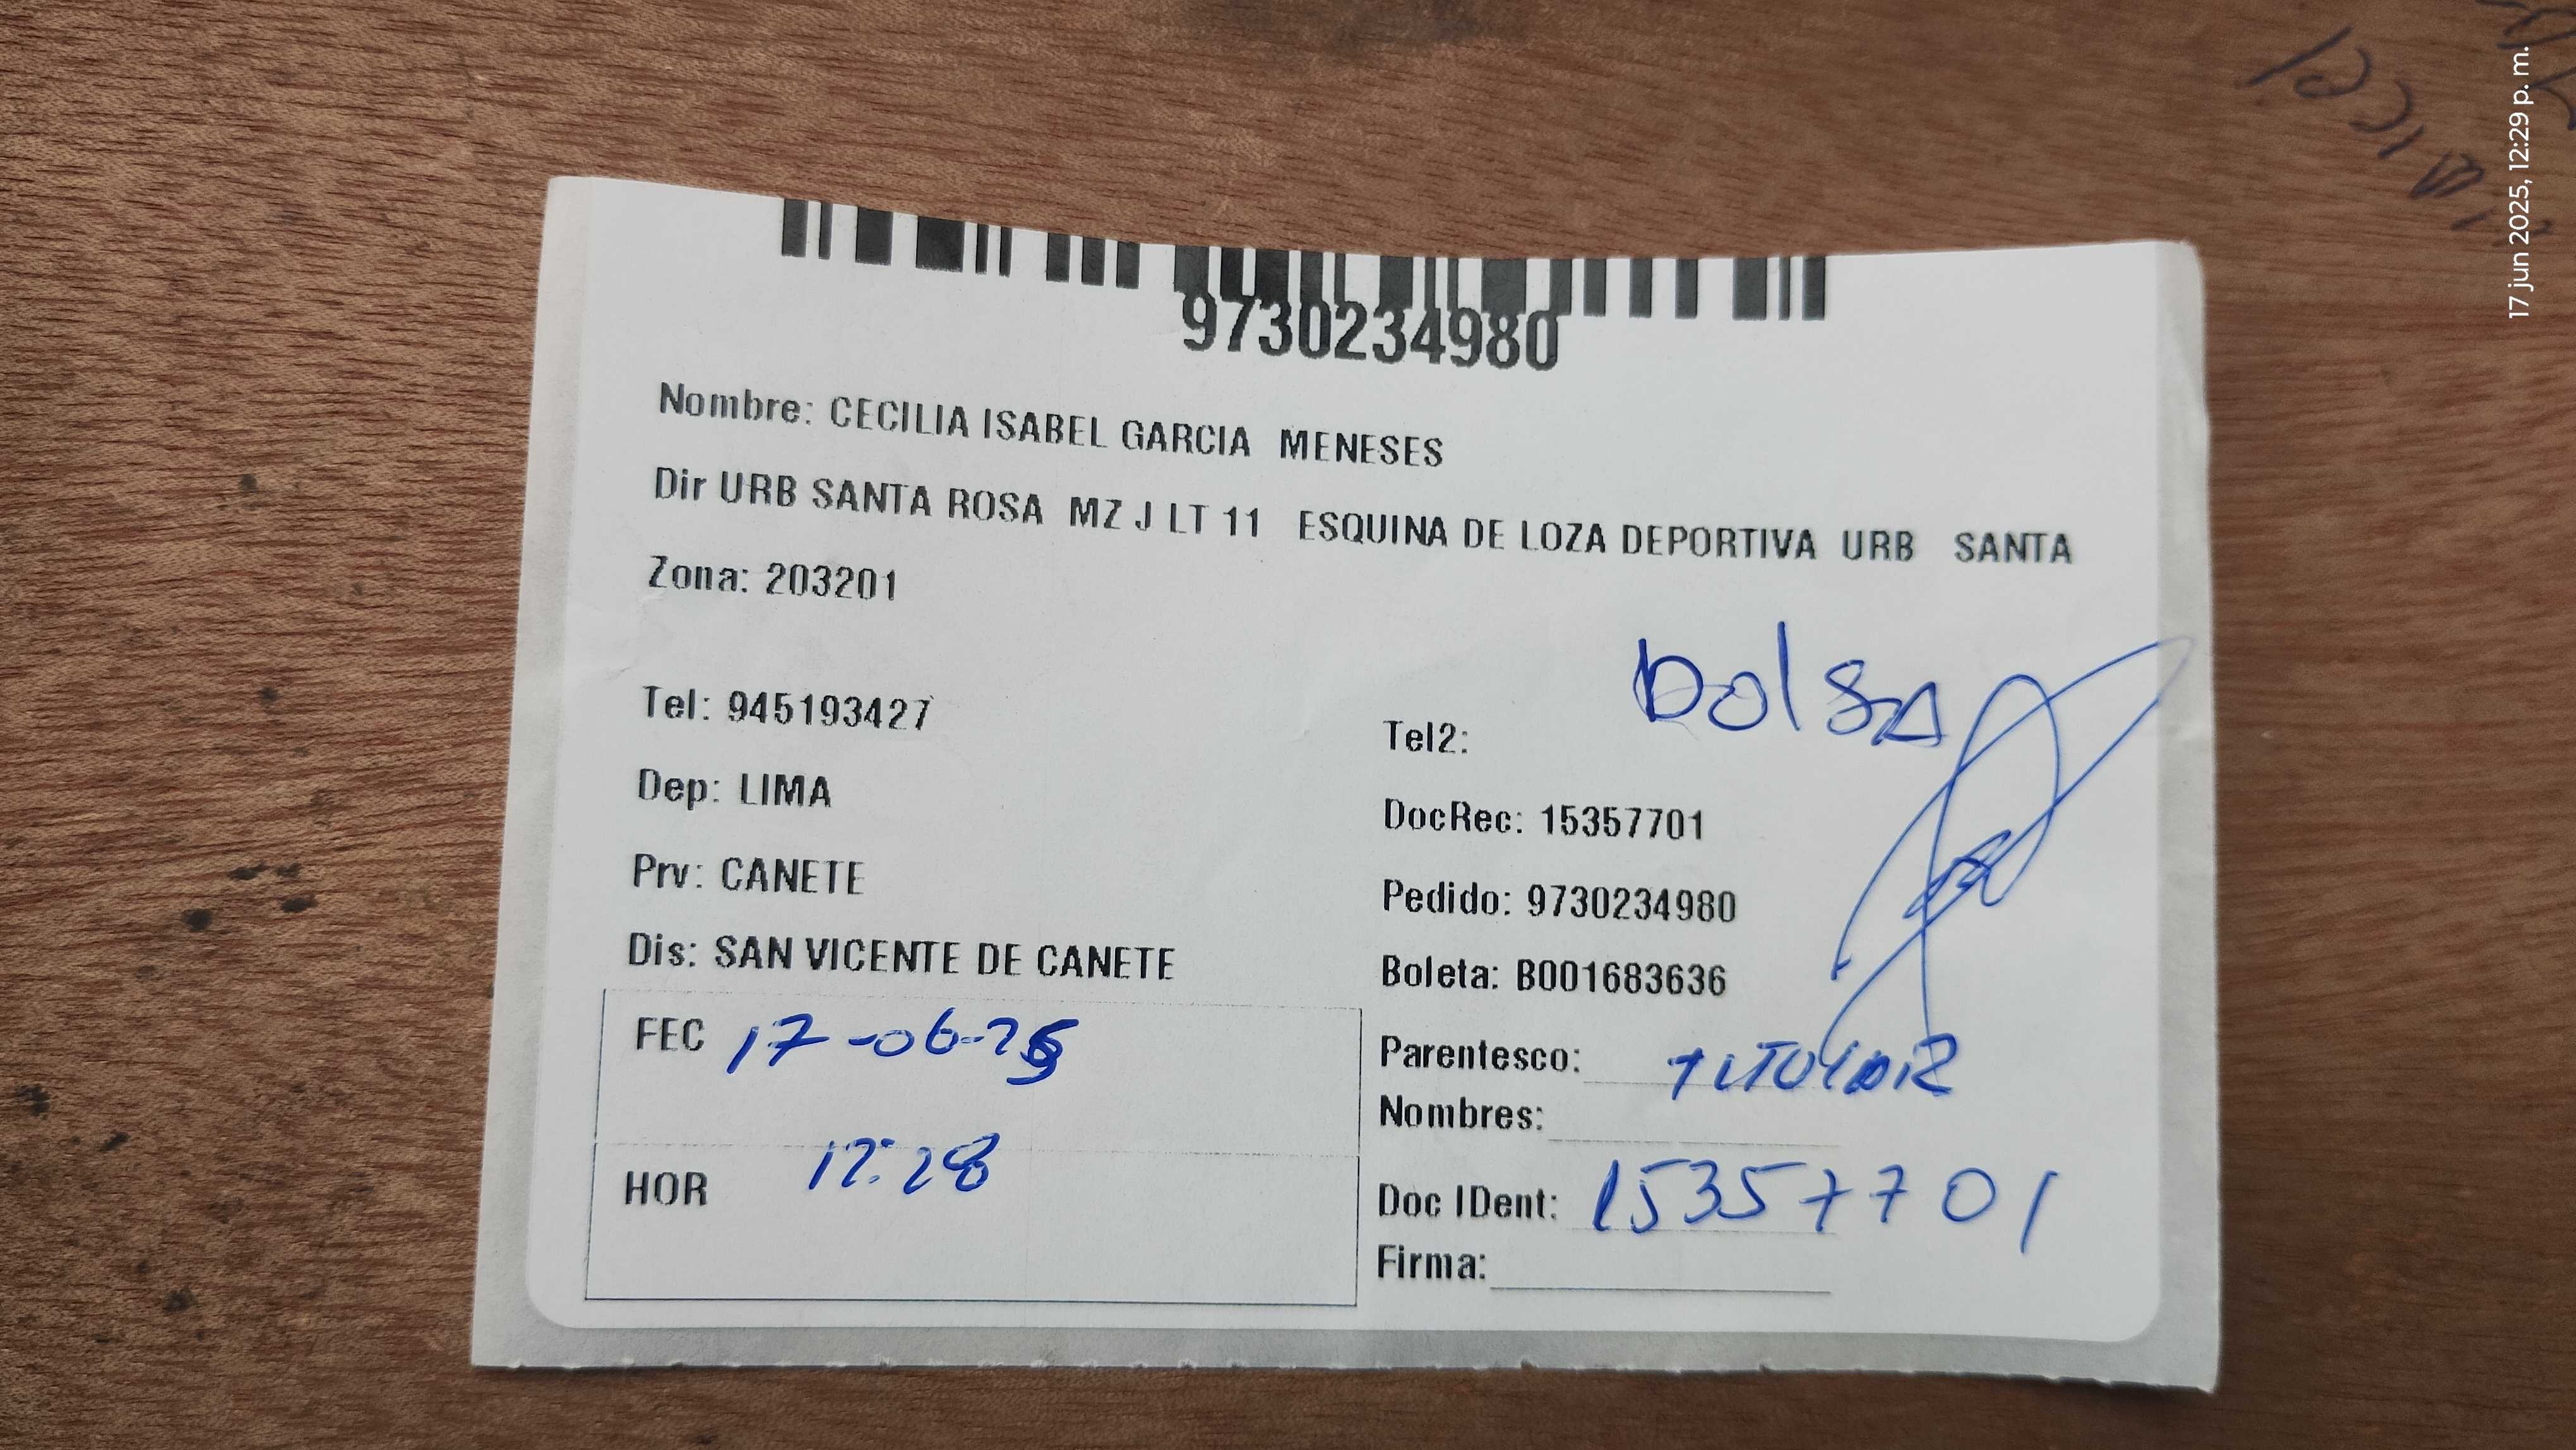 9730234980
Nombre: CECILIA ISABEL GARCIA MENESES
Dir URB SANTA ROSA MZ J LT 11 ESQUINA DE LOZA DEPORTIVA URB SANTA
Zona: 203201
bolsa
Tel: 945193427
Tel2:
Dep: LIMA
DocRec: 15357701
Prv: CANETE
Pedido: 9730234980
Dis: SAN VICENTE DE CANETE
Boleta: B001683636
FEC 17-06-25
Parentesco: TITULAR
Nombres:
HOR 12:28
Doc IDent: 15357701
Firma:
17 jun 2025, 12:29 p. m.